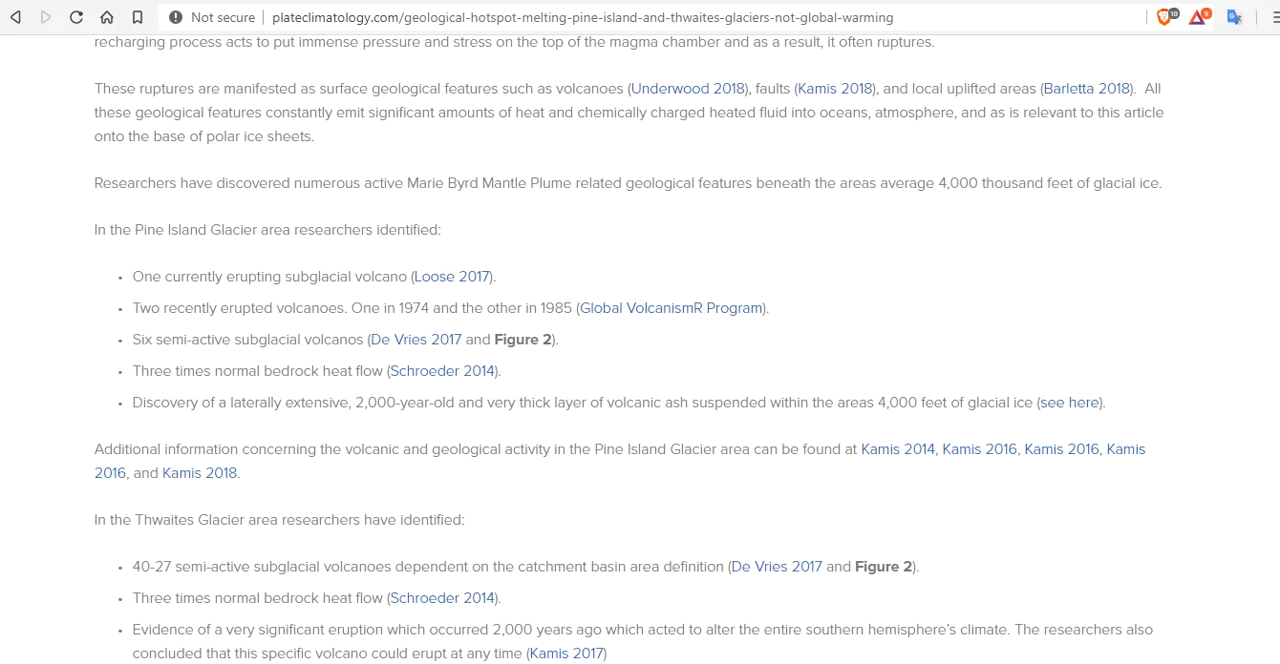 Not secure | plateclimatology.com/geological-hotspot-melting-pine-island-and-thwaites-glaciers-not-global-warming
10
9
recharging process acts to put immense pressure and stress on the top of the magma chamber and as a result, it often ruptures.
These ruptures are manifested as surface geological features such as volcanoes (Underwood 2018), faults (Kamis 2018), and local uplifted areas (Barletta 2018).  All
these geological features constantly emit significant amounts of heat and chemically charged heated fluid into oceans, atmosphere, and as is relevant to this article
onto the base of polar ice sheets.
Researchers have discovered numerous active Marie Byrd Mantle Plume related geological features beneath the areas average 4,000 thousand feet of glacial ice.
In the Pine Island Glacier area researchers identified:
• One currently erupting subglacial volcano (Loose 2017).
• Two recently erupted volcanoes. One in 1974 and the other in 1985 (Global VolcanismR Program).
• Six semi-active subglacial volcanos (De Vries 2017 and Figure 2).
• Three times normal bedrock heat flow (Schroeder 2014).
• Discovery of a laterally extensive, 2,000-year-old and very thick layer of volcanic ash suspended within the areas 4,000 feet of glacial ice (see here).
Additional information concerning the volcanic and geological activity in the Pine Island Glacier area can be found at Kamis 2014, Kamis 2016, Kamis 2016, Kamis
2016, and Kamis 2018.
In the Thwaites Glacier area researchers have identified:
• 40-27 semi-active subglacial volcanoes dependent on the catchment basin area definition (De Vries 2017 and Figure 2).
• Three times normal bedrock heat flow (Schroeder 2014).
• Evidence of a very significant eruption which occurred 2,000 years ago which acted to alter the entire southern hemisphere's climate. The researchers also
concluded that this specific volcano could erupt at any time (Kamis 2017)